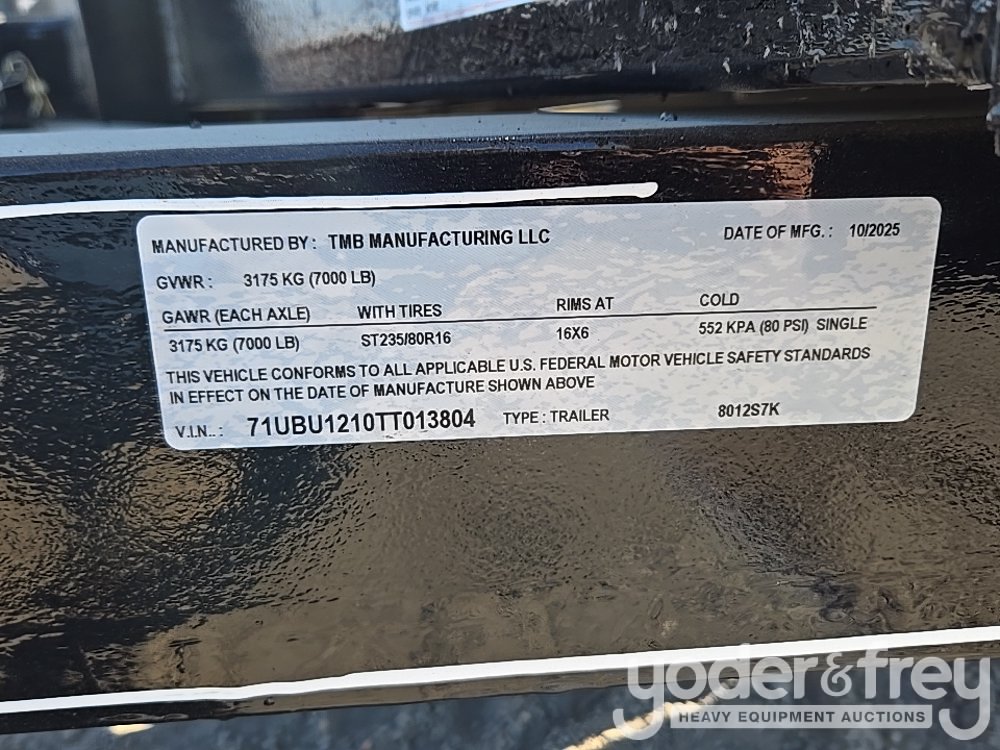 MANUFACTURED BY : TMB MANUFACTURING LLC DATE OF MFG. : 10/2025
GVWR : 3175 KG (7000 LB)
GAWR (EACH AXLE) WITH TIRES RIMS AT COLD
3175 KG (7000 LB) ST235/80R16 16X6 552 KPA (80 PSI) SINGLE
THIS VEHICLE CONFORMS TO ALL APPLICABLE U.S. FEDERAL MOTOR VEHICLE SAFETY STANDARDS
IN EFFECT ON THE DATE OF MANUFACTURE SHOWN ABOVE
V.I.N.. : 71UBU1210TT013804 TYPE : TRAILER 8012S7K
yoder&frey
HEAVY EQUIPMENT AUCTIONS